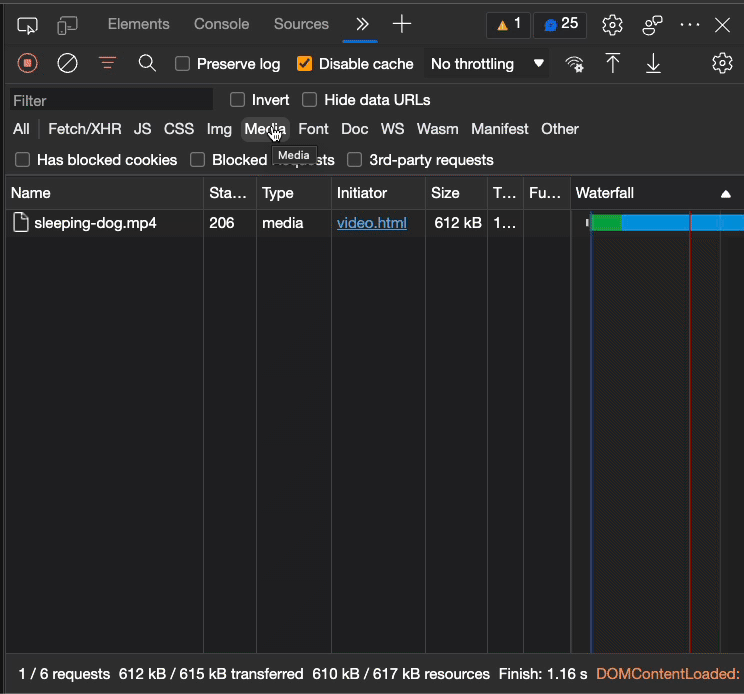 Elements Console Sources 1 25
Preserve log Disable cache No throttling
Filter Invert Hide data URLs
All Fetch/XHR JS CSS Img Media Font Doc WS Wasm Manifest Other
Has blocked cookies Blocked 3rd-party requests
Media
Name Sta... Type Initiator Size T... Fu... Waterfall
sleeping-dog.mp4 206 media video.html 612 kB 1...
1 / 6 requests 612 kB / 615 kB transferred 610 kB / 617 kB resources Finish: 1.16 s DOMContentLoaded: